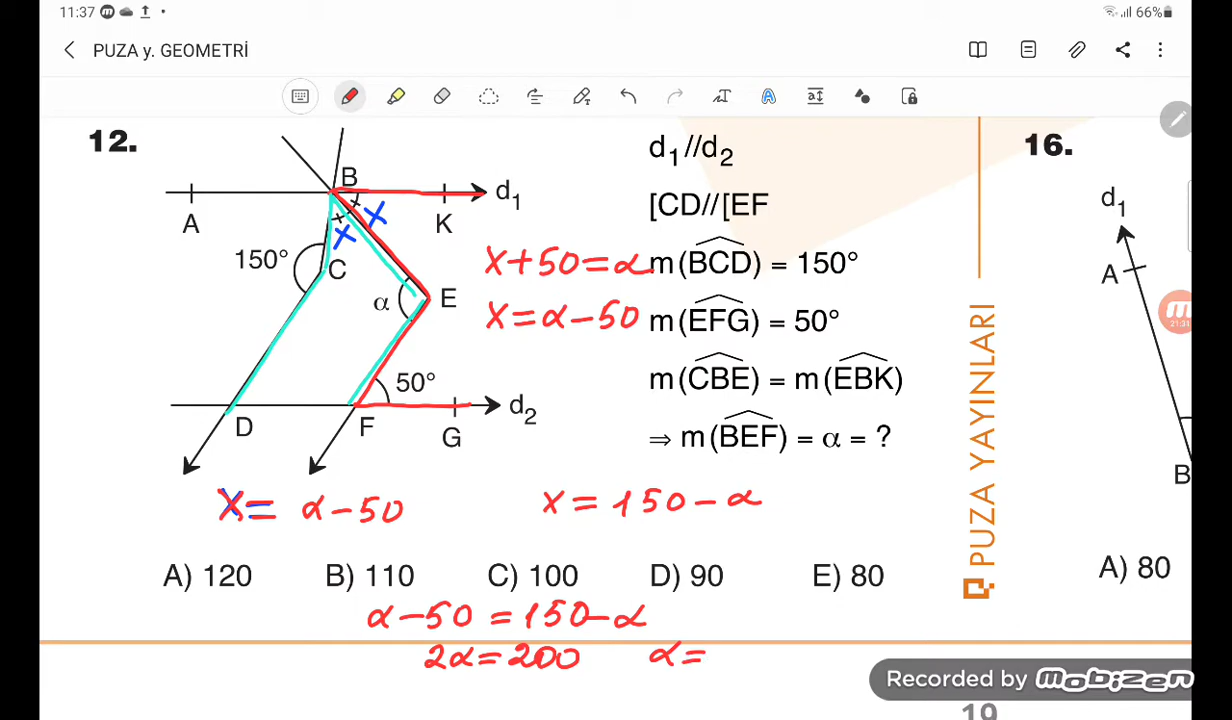 11:37
66%
PUZA y. GEOMETRİ
12.
B
d1
A
K
x
x
150°
C
α
E
50°
D
F
G
d2
d1//d2
[CD//[EF
m(BCD) = 150°
m(EFG) = 50°
m(CBE) = m(EBK)
⇒ m(BEF) = α = ?
x+50=α
x=α-50
x= α-50
x=150-α
A) 120 B) 110 C) 100 D) 90 E) 80
α-50=150-α
2α=200 α=
PUZA YAYINLARI
16.
d1
A
B
A) 80
21:31
Recorded by mobizen
19